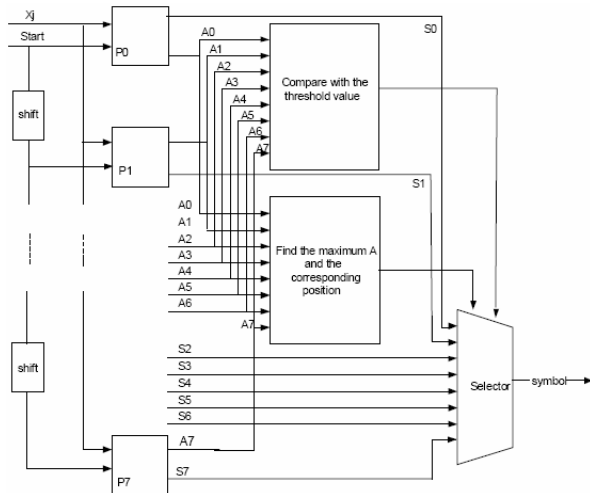 Xj
Start
P0
S0
A0
A1
A2
A3
A4
A5
A6
A7
Compare with the
threshold value
shift
P1
S1
A0
A1
A2
A3
A4
A5
A6
A7
Find the maximum A
and the
corresponding
position
shift
S2
S3
S4
S5
S6
Selector
symbol
A7
S7
P7